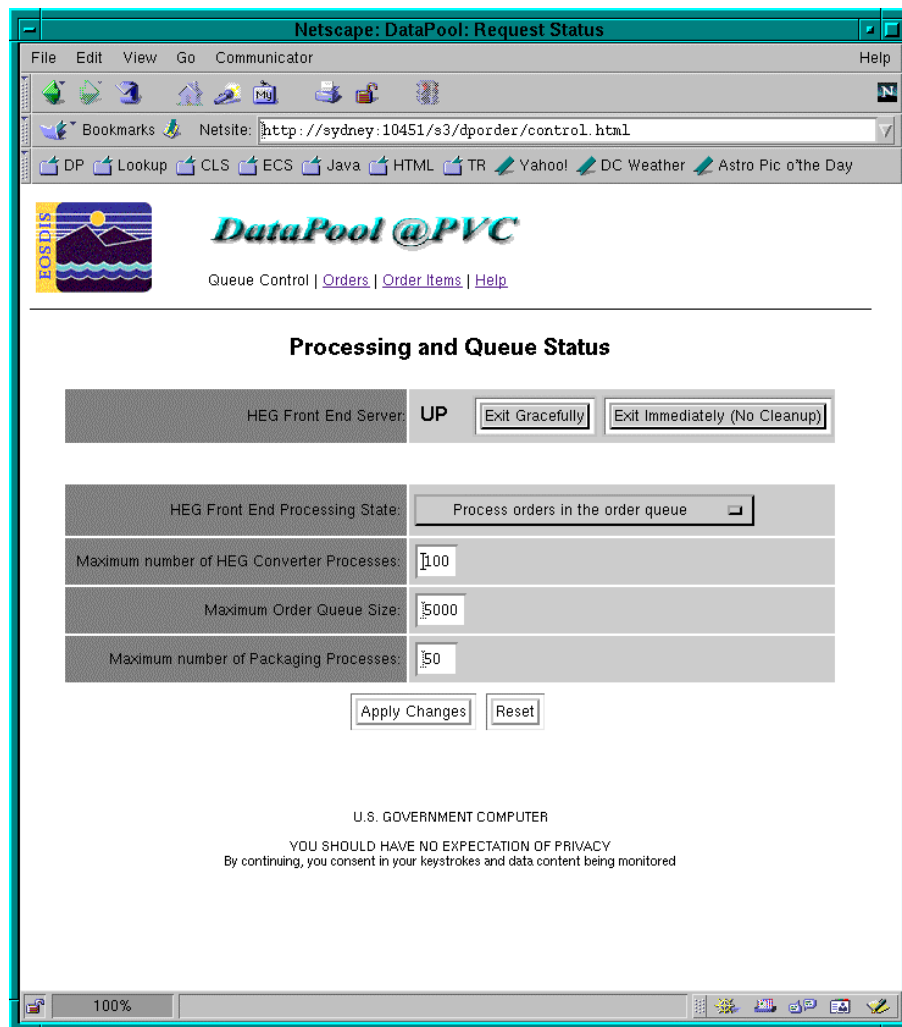 Netscape: DataPool: Request Status
File Edit View Go Communicator Help
My N
Bookmarks Netsite: http://sydney:10451/s3/dporder/control.html
DP Lookup CLS ECS Java HTML TR Yahoo! DC Weather Astro Pic o'the Day
EOSDIS
DataPool @PVC
Queue Control | Orders | Order Items | Help
Processing and Queue Status
HEG Front End Server: UP Exit Gracefully Exit Immediately (No Cleanup)
HEG Front End Processing State: Process orders in the order queue
Maximum number of HEG Converter Processes: 100
Maximum Order Queue Size: 5000
Maximum number of Packaging Processes: 50
Apply Changes Reset
U.S. GOVERNMENT COMPUTER
YOU SHOULD HAVE NO EXPECTATION OF PRIVACY
By continuing, you consent in your keystrokes and data content being monitored
100%